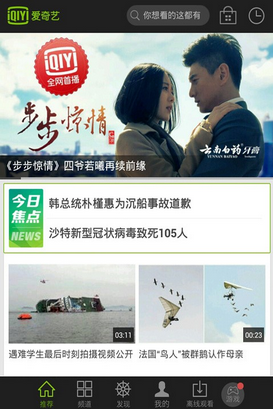 iQIYI 爱奇艺
你想看的这都有
iQIYI
全网首播
步步惊情
云南白药牙膏
YUNNAN BAIYAO
《步步惊情》四爷若曦再续前缘
今日
焦点
NEWS
韩总统朴槿惠为沉船事故道歉
沙特新型冠状病毒致死105人
03:11
00:23
遇难学生最后时刻拍摄视频公开
法国“鸟人”被群鹅认作母亲
推荐
频道
发现
我的
离线观看
游戏